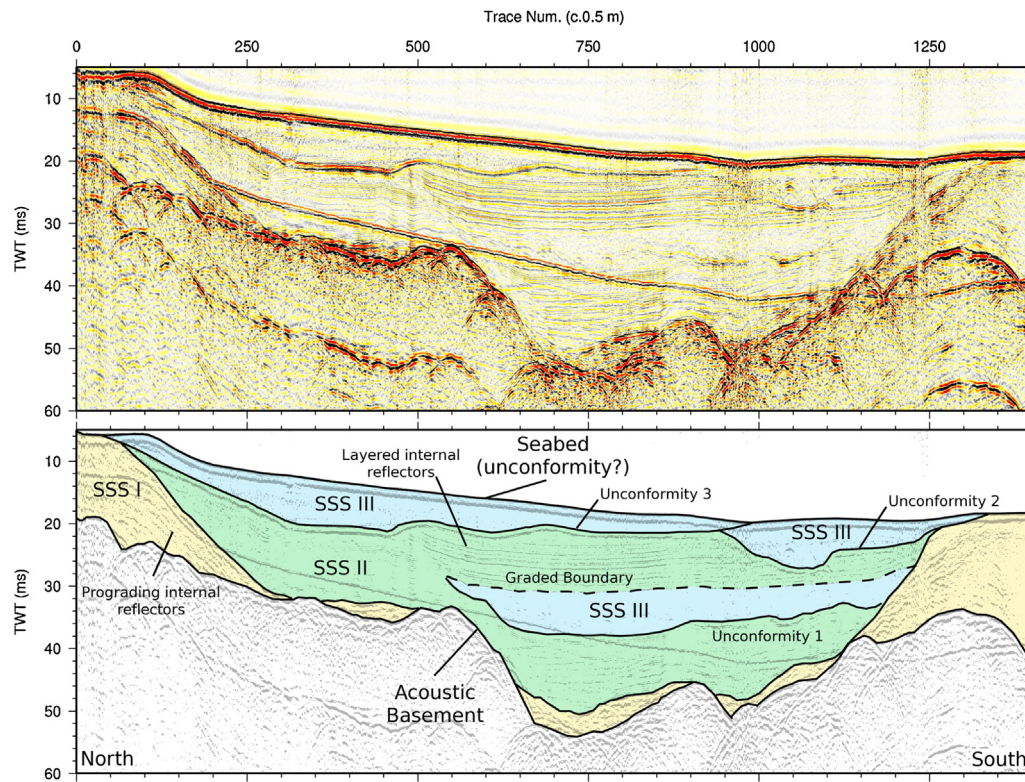 Trace Num. (c.0.5 m)
0 250 500 750 1000 1250
10
20
30
40
50
60
TWT (ms)
Seabed
(unconformity?)
Layered internal
reflectors
Unconformity 3
Unconformity 2
SSS I
SSS III
SSS III
SSS II
Graded Boundary
SSS III
Prograding internal
reflectors
Unconformity 1
Acoustic
Basement
10
20
30
40
50
60
TWT (ms)
North
South